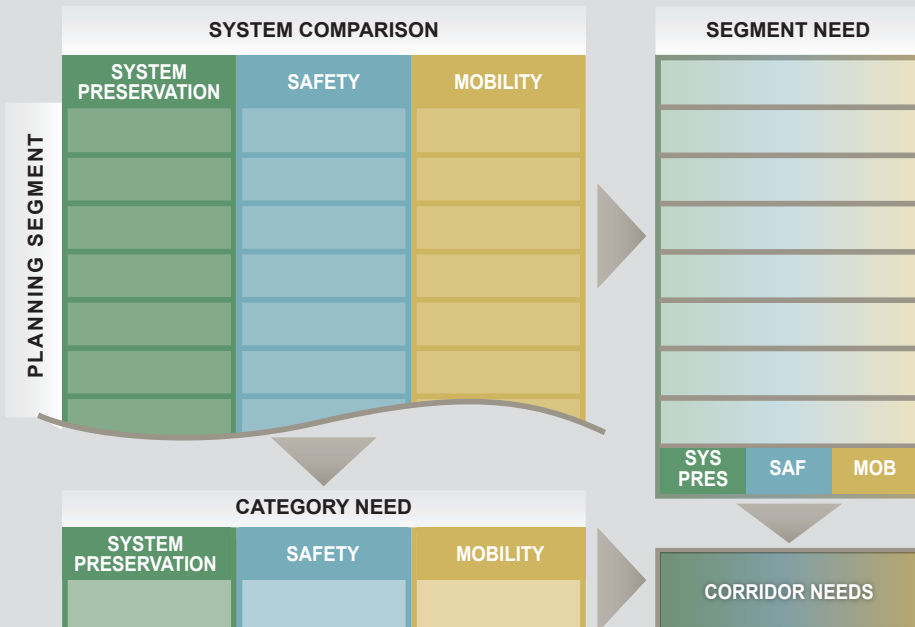 SYSTEM COMPARISON
SYSTEM
PRESERVATION
SAFETY
MOBILITY
PLANNING SEGMENT
SEGMENT NEED
SYS
PRES
SAF
MOB
CATEGORY NEED
SYSTEM
PRESERVATION
SAFETY
MOBILITY
CORRIDOR NEEDS